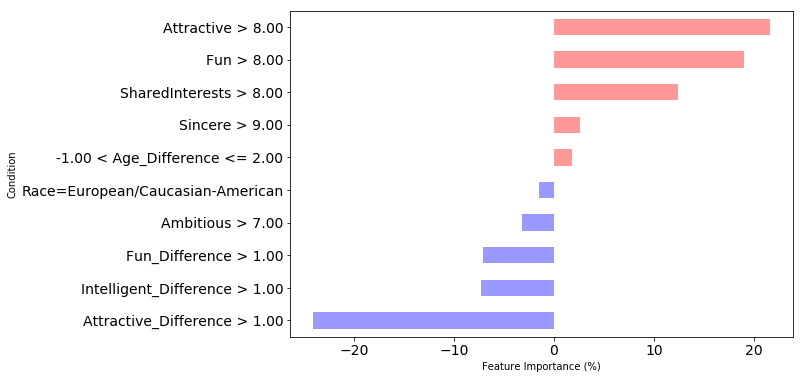 Attractive > 8.00
Fun > 8.00
SharedInterests > 8.00
Sincere > 9.00
-1.00 < Age_Difference <= 2.00
Race=European/Caucasian-American
Ambitious > 7.00
Fun_Difference > 1.00
Intelligent_Difference > 1.00
Attractive_Difference > 1.00
Condition
−20
−10
0
10
20
Feature Importance (%)